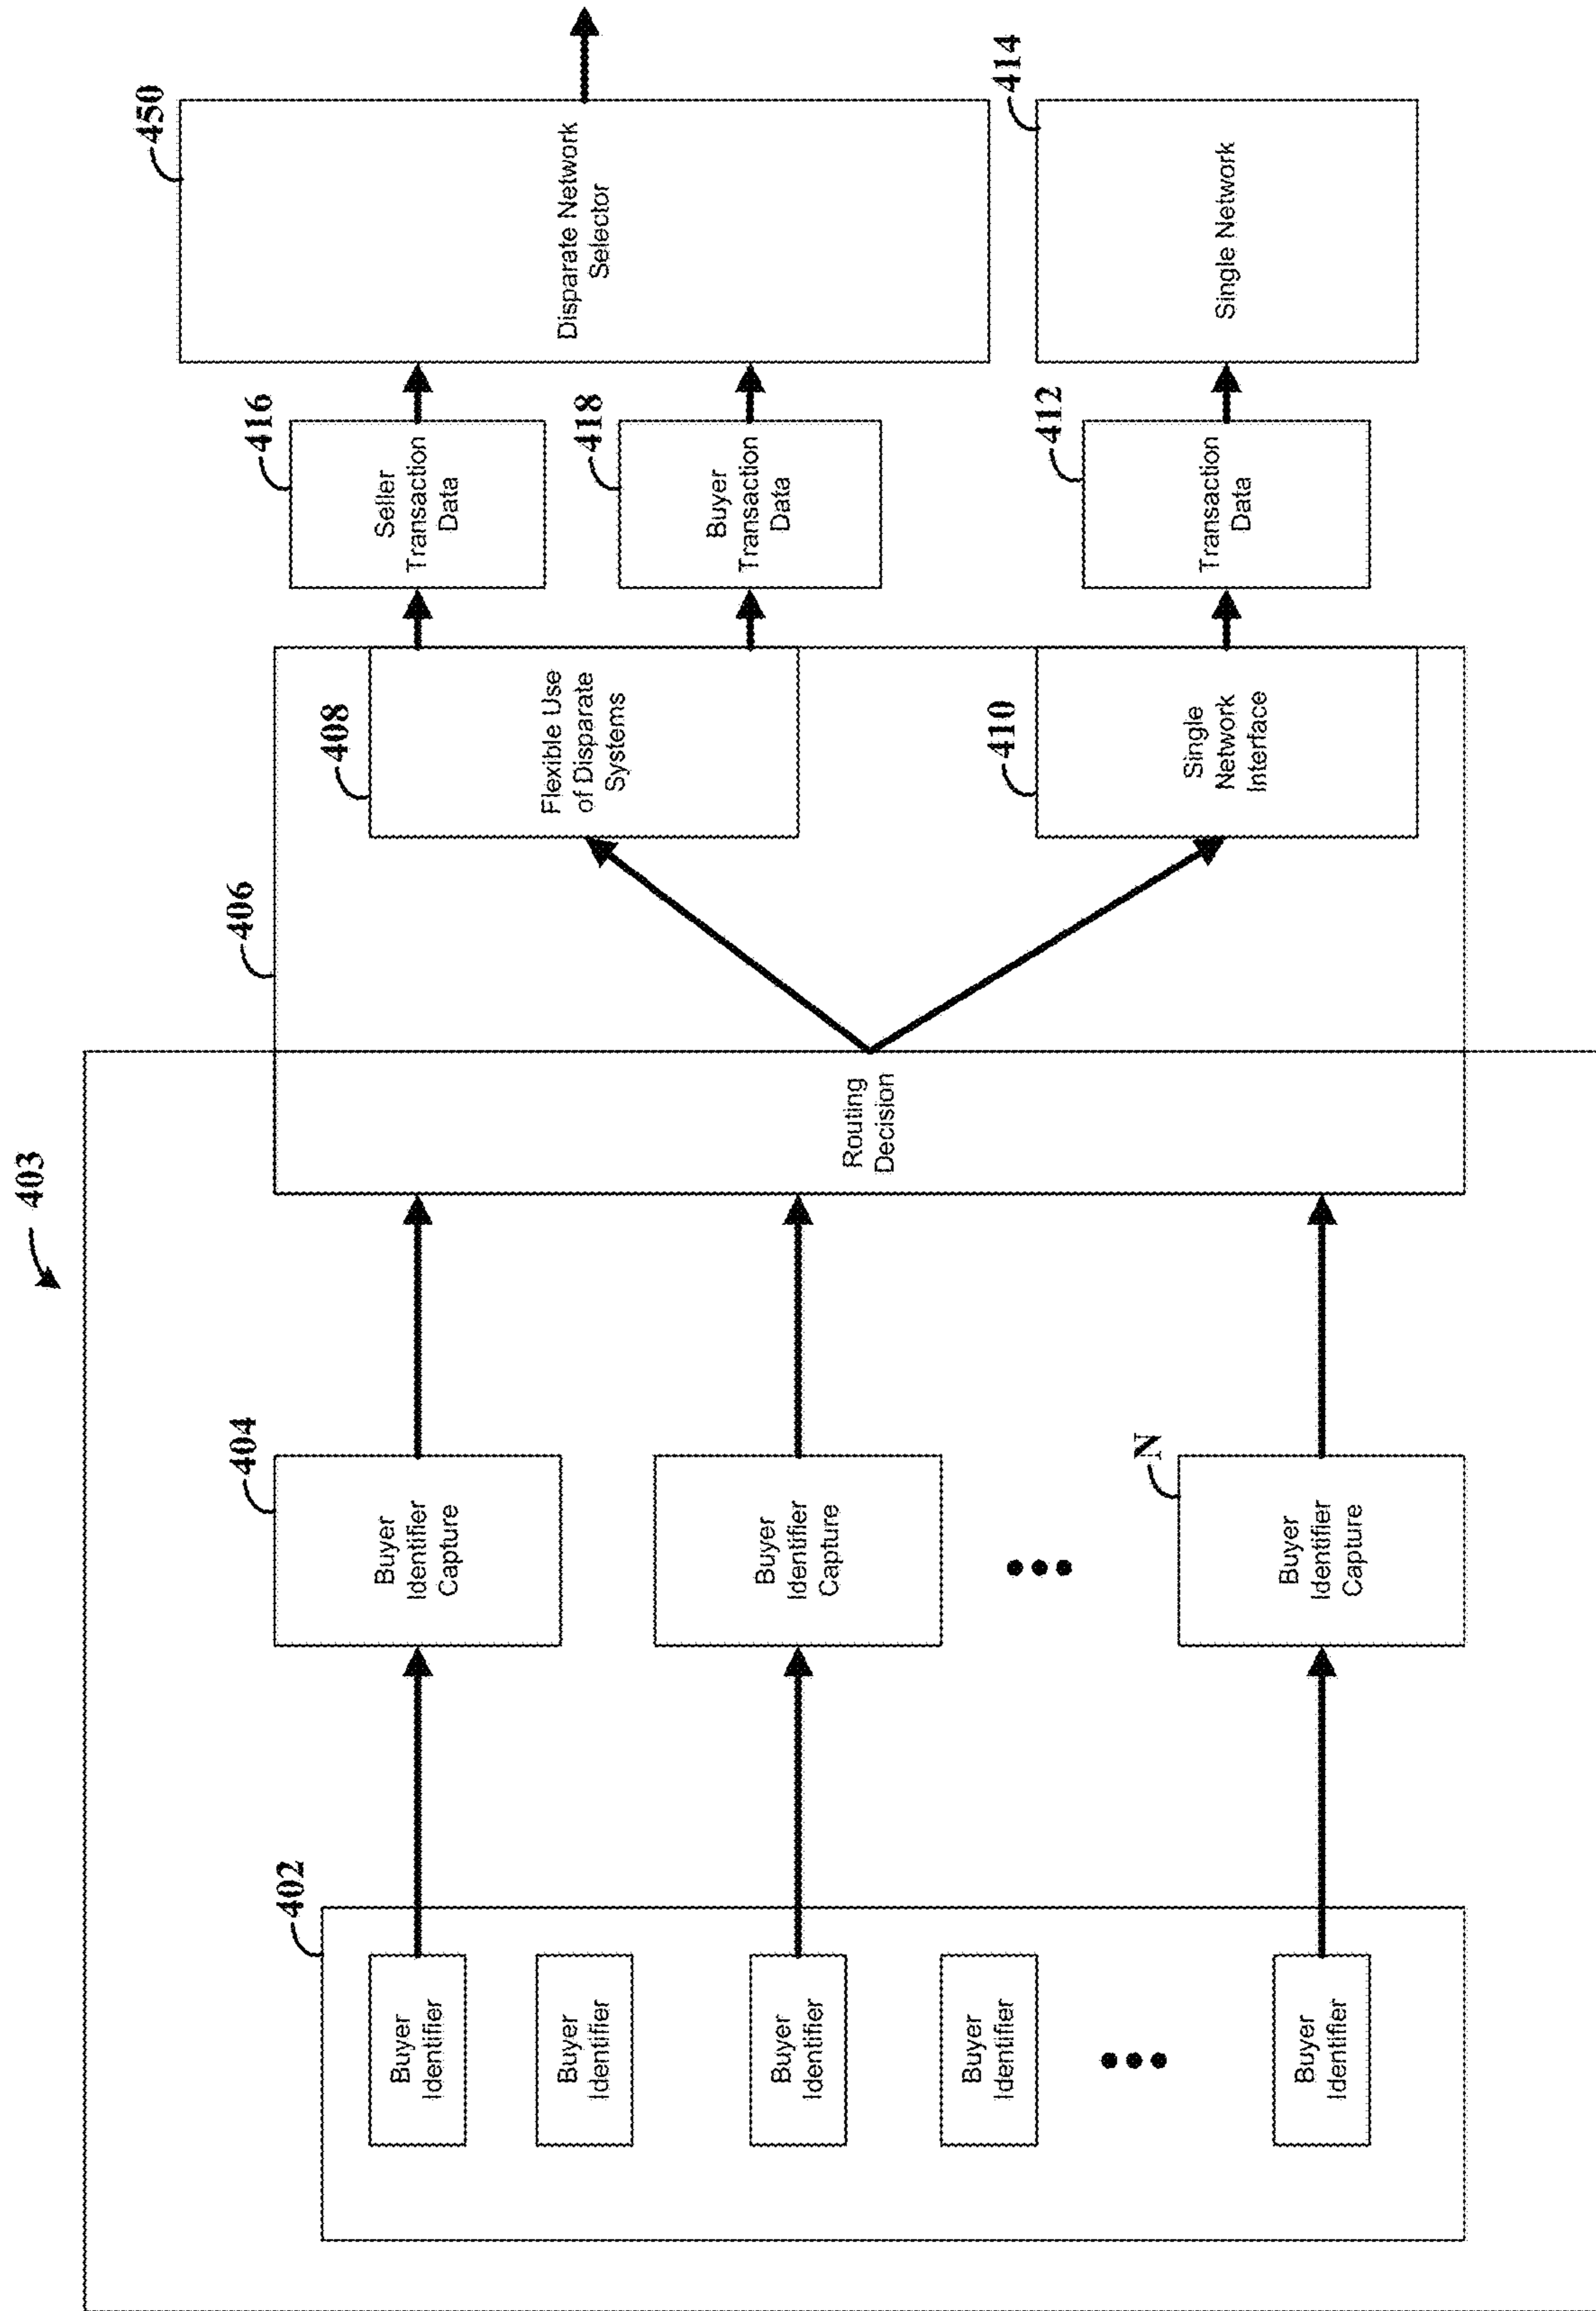 403
402
Buyer
Identifier
Buyer
Identifier
Buyer
Identifier
Buyer
Identifier
Buyer
Identifier
404
Buyer
Identifier
Capture
Buyer
Identifier
Capture
N
Buyer
Identifier
Capture
406
Routing
Decision
408
Flexible Use
of Disparate
Systems
410
Single
Network
Interface
416
Seller
Transaction
Data
418
Buyer
Transaction
Data
412
Transaction
Data
450
Disparate Network
Selector
414
Single Network